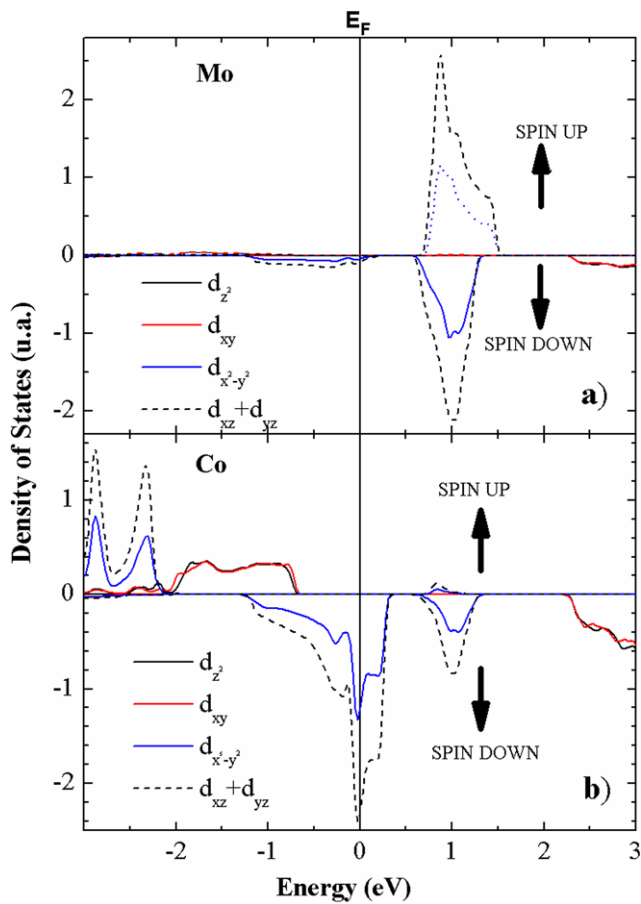 E_F
Mo
2
1
0
-1
-2
SPIN UP
SPIN DOWN
d_z²
d_xy
d_x²-y²
d_xz+d_yz
a)
Density of States (u.a.)
Co
1
0
-1
-2
SPIN UP
SPIN DOWN
d_z²
d_xy
d_xz+d_yz
b)
-2 -1 0 1 2 3
Energy (eV)